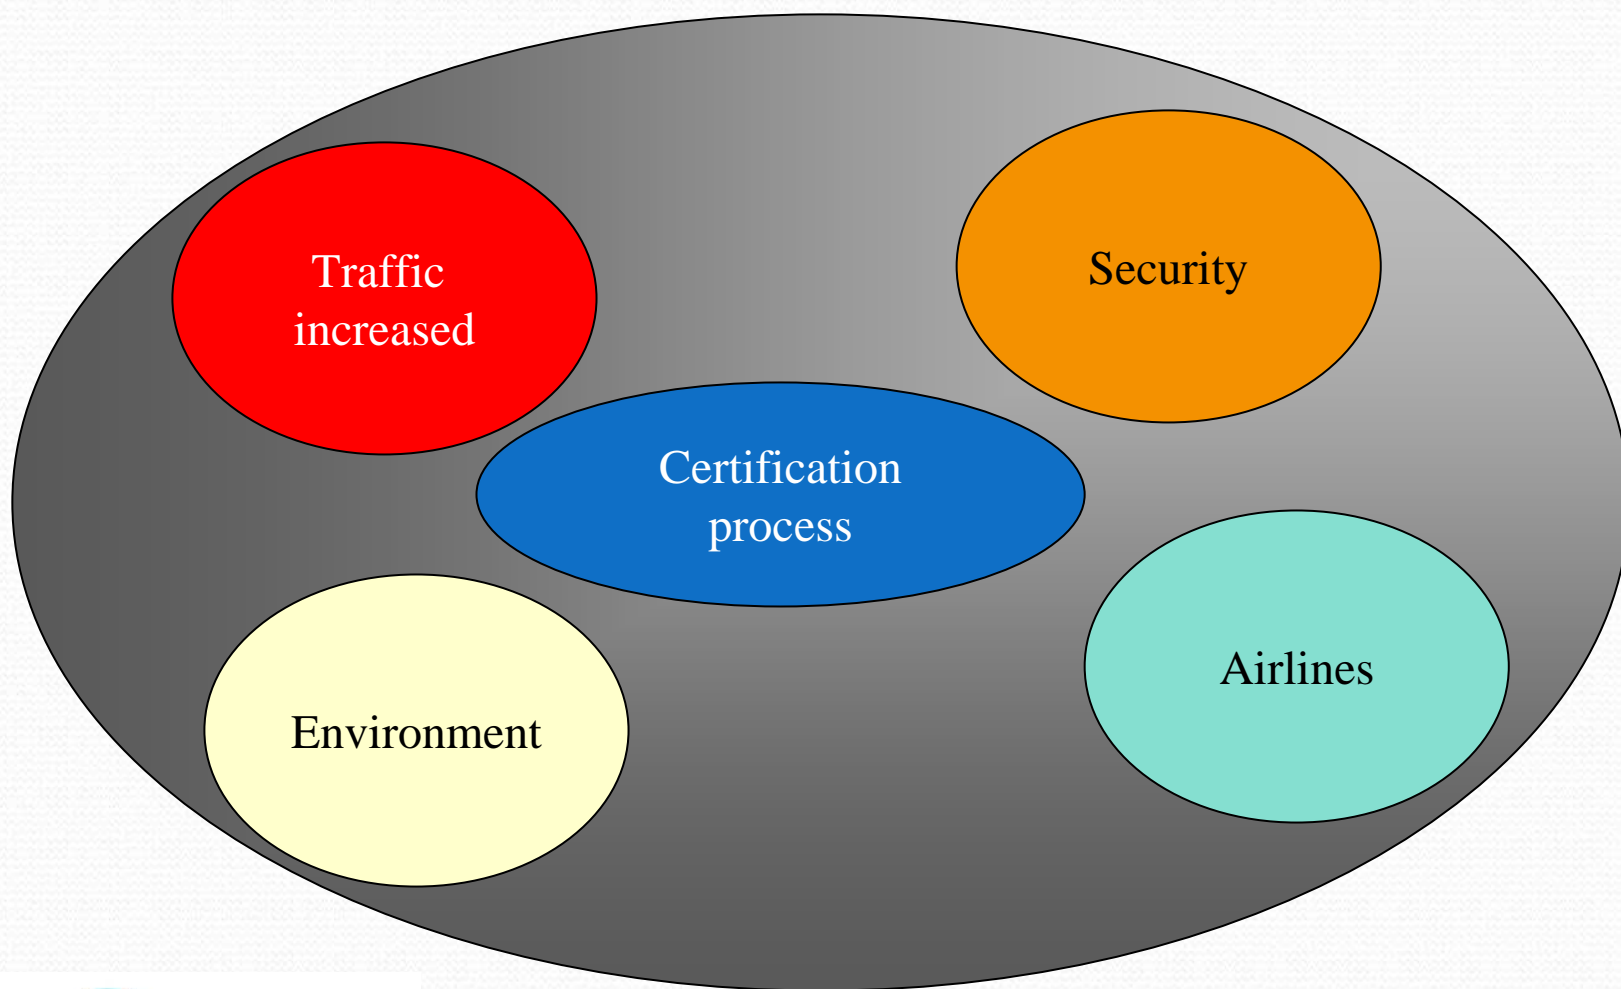 Traffic
increased
Security
Certification
process
Airlines
Environment